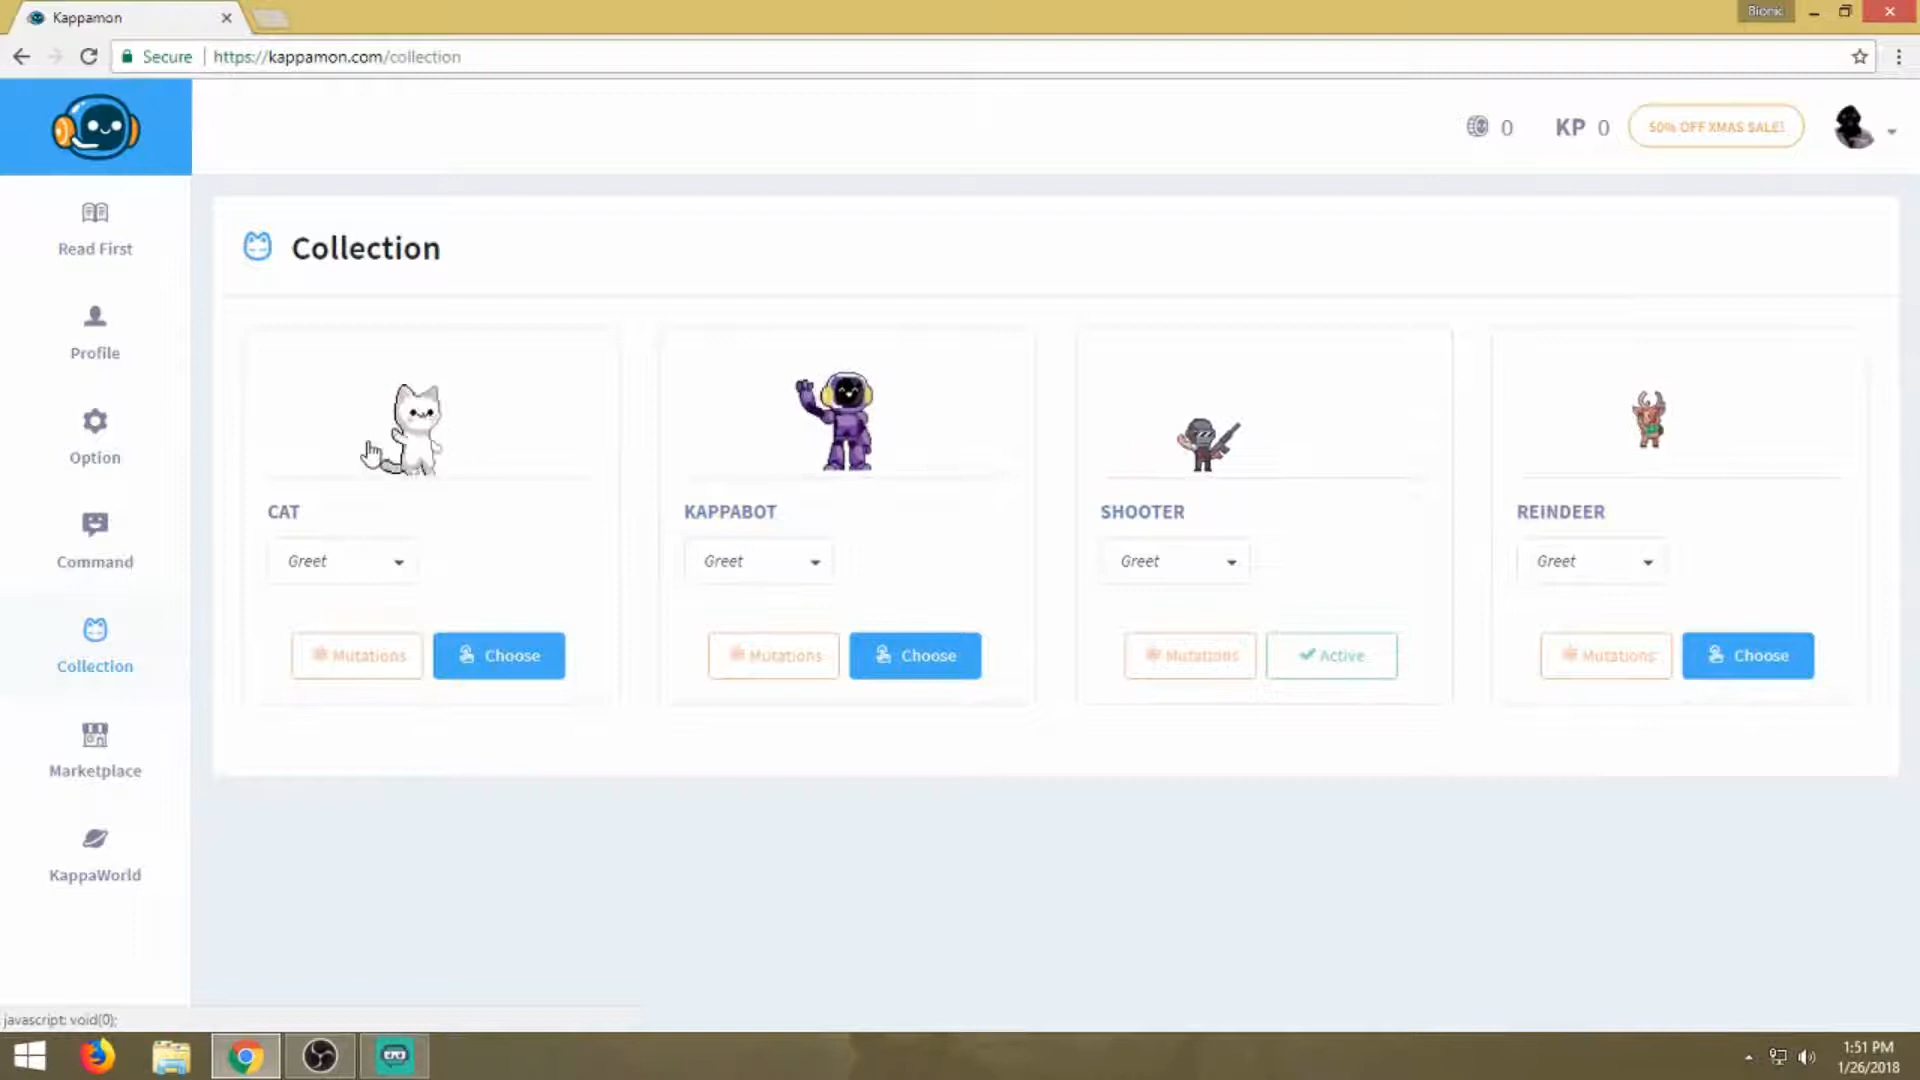 Kappamon
Bionic
Secure
https://kappamon.com/collection
0
KP 0
50% OFF XMAS SALE!
Read First
Profile
Option
Command
Collection
Marketplace
KappaWorld
Collection
CAT
KAPPABOT
SHOOTER
REINDEER
Greet
Greet
Greet
Greet
Mutations
Choose
Mutations
Choose
Mutations
Active
Mutations
Choose
javascript: void(0);
1:51 PM
1/26/2018